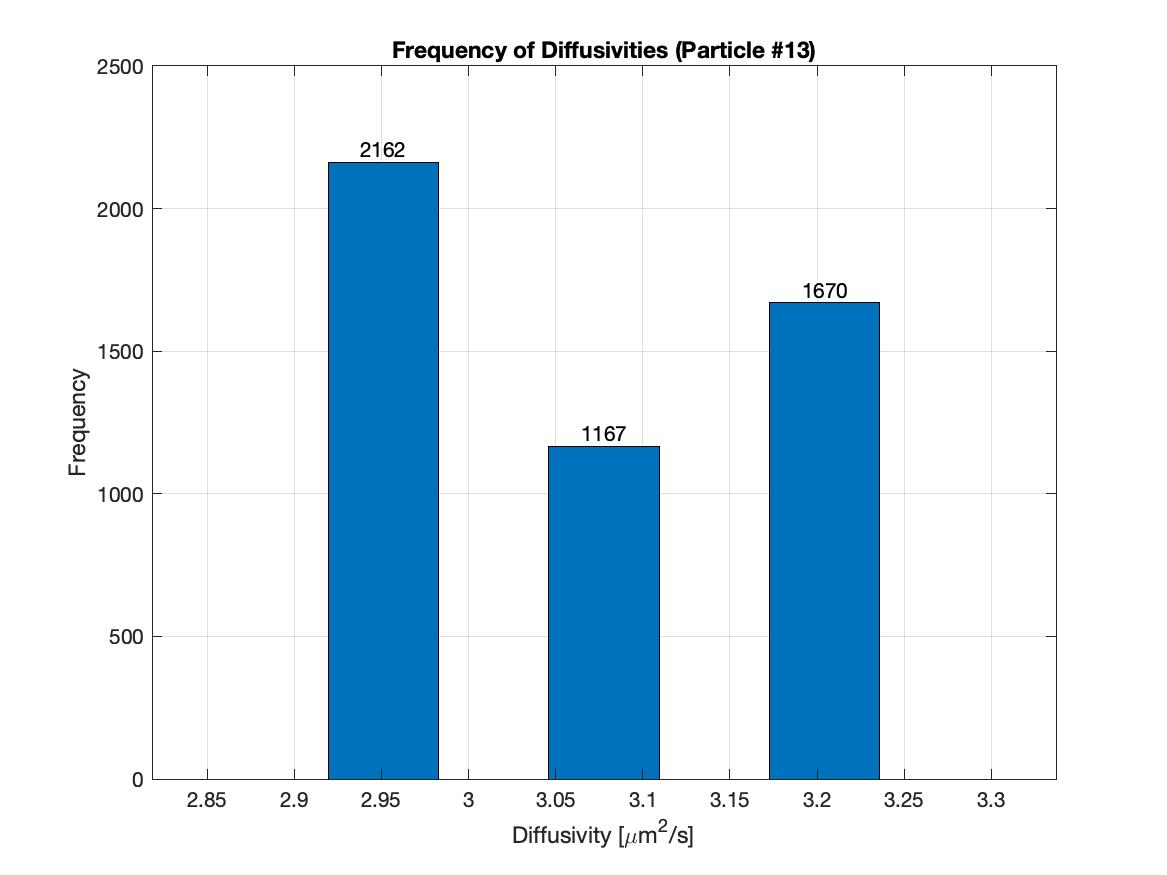 Frequency of Diffusivities (Particle #13)
2500
2000
1500
1000
500
0
Frequency
2162
1167
1670
2.85 2.9 2.95 3 3.05 3.1 3.15 3.2 3.25 3.3
Diffusivity [μm²/s]